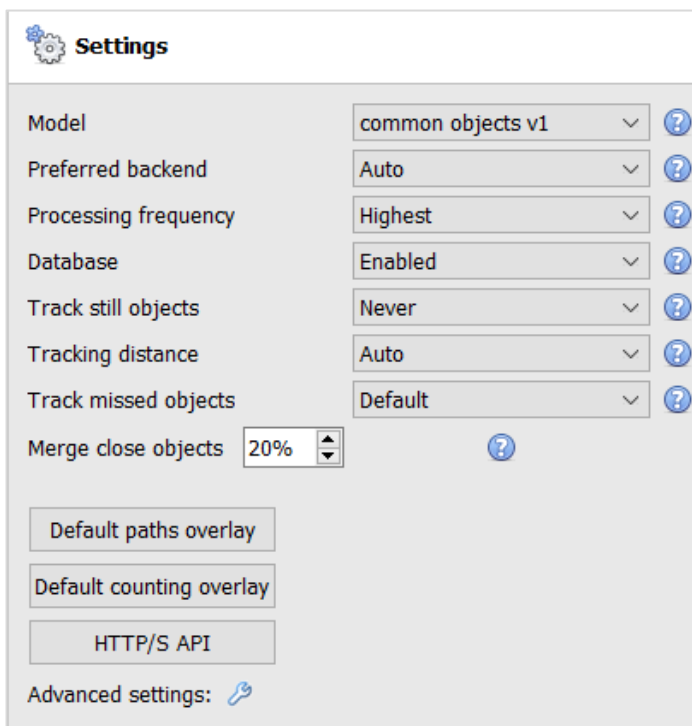 Settings
Model common objects v1
Preferred backend Auto
Processing frequency Highest
Database Enabled
Track still objects Never
Tracking distance Auto
Track missed objects Default
Merge close objects 20%
Default paths overlay
Default counting overlay
HTTP/S API
Advanced settings: